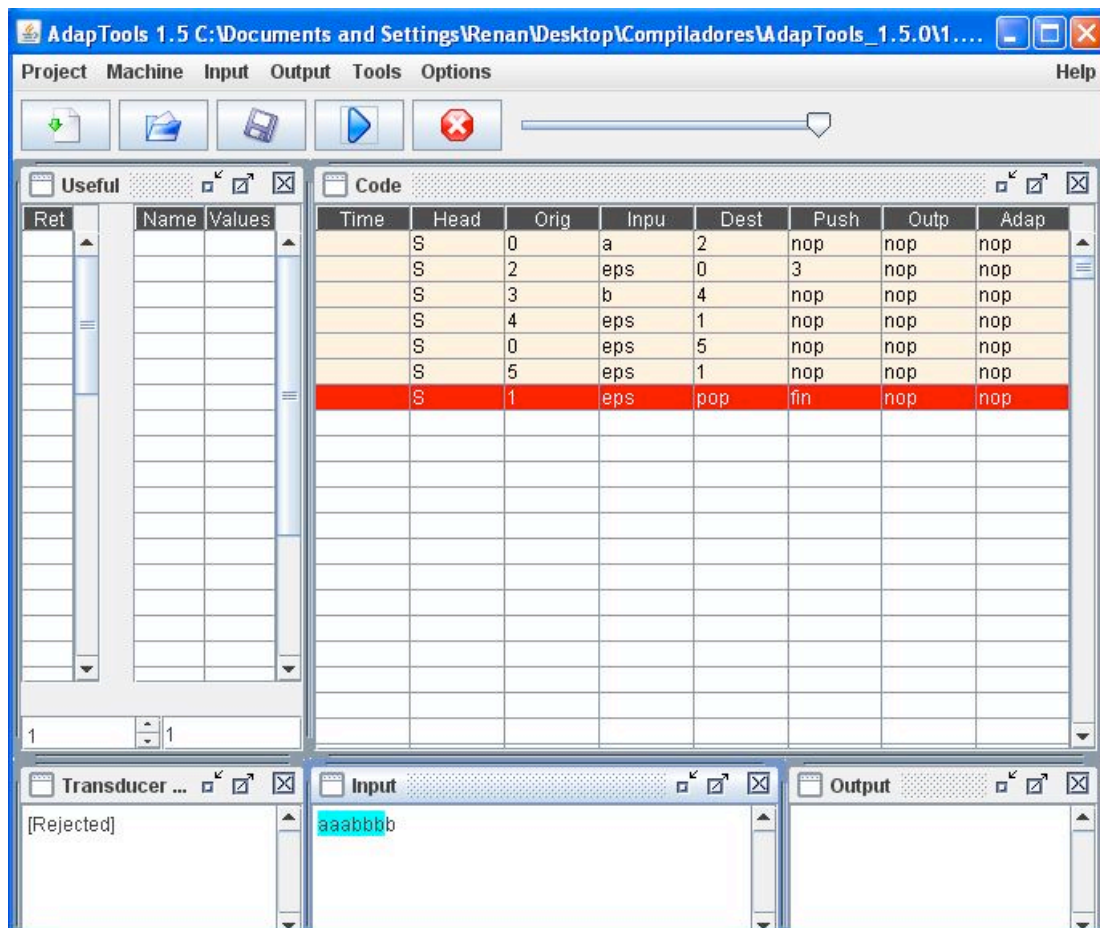 AdapTools 1.5 C:\Documents and Settings\Renan\Desktop\Compiladores\AdapTools_1.5.0\1....
Project Machine Input Output Tools Options Help
Useful
Code
Ret Name Values
Time Head Orig Inpu Dest Push Outp Adap
S 0 a 2 nop nop nop
S 2 eps 0 3 nop nop
S 3 b 4 nop nop nop
S 4 eps 1 nop nop nop
S 0 eps 5 nop nop nop
S 5 eps 1 nop nop nop
S 1 eps pop fin nop nop
1 1
Transducer ... Input Output
[Rejected] aaabbbb